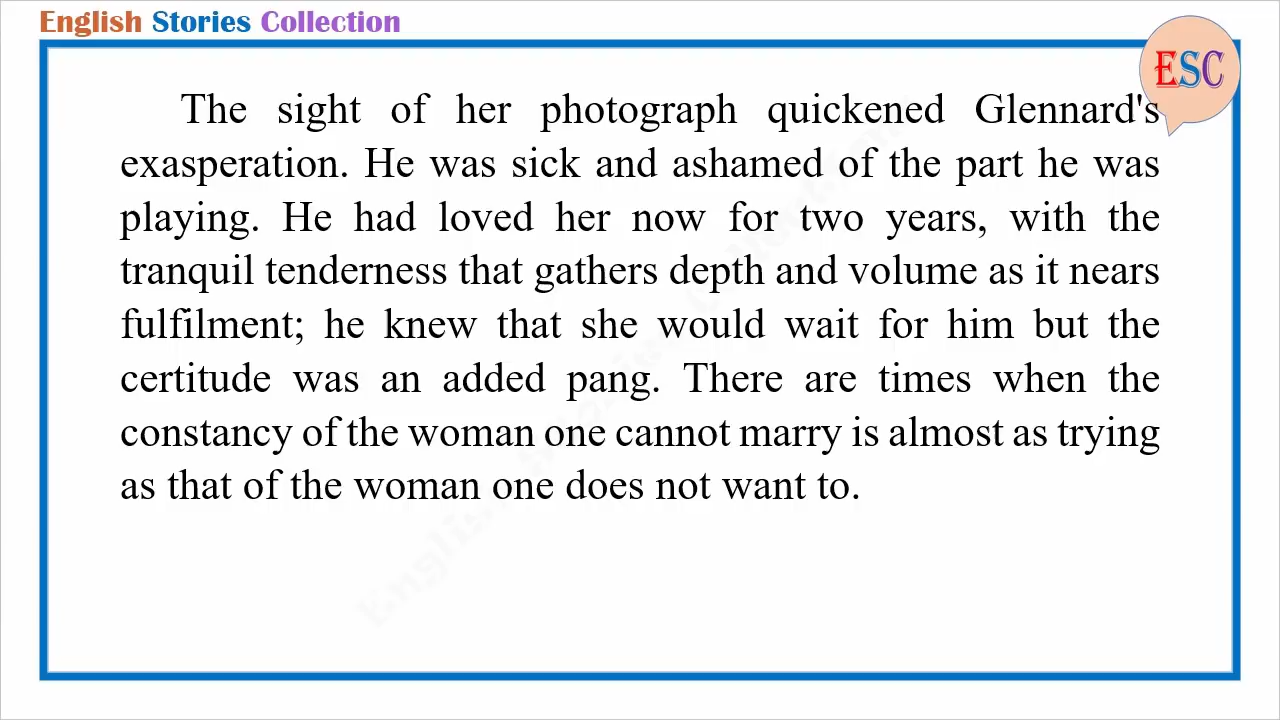 English Stories Collection
ESC
The sight of her photograph quickened Glennard's
exasperation. He was sick and ashamed of the part he was
playing. He had loved her now for two years, with the
tranquil tenderness that gathers depth and volume as it nears
fulfilment; he knew that she would wait for him but the
certitude was an added pang. There are times when the
constancy of the woman one cannot marry is almost as trying
as that of the woman one does not want to.